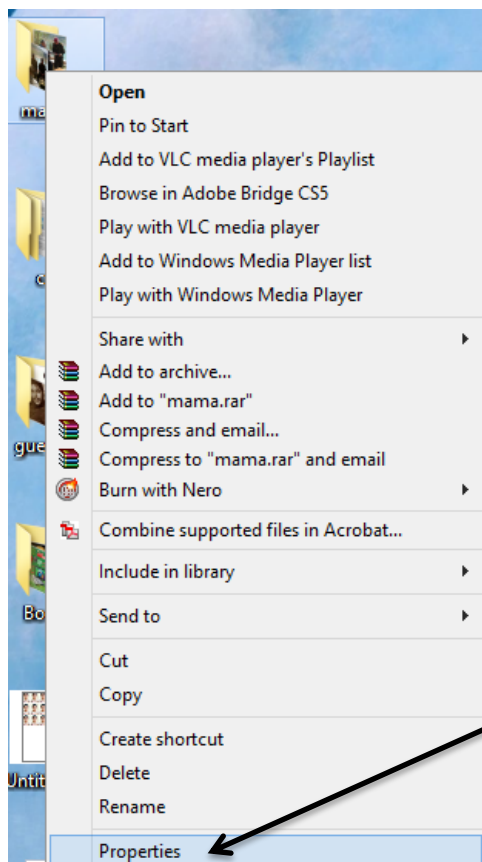 Open
Pin to Start
Add to VLC media player's Playlist
Browse in Adobe Bridge CS5
Play with VLC media player
Add to Windows Media Player list
Play with Windows Media Player
Share with
Add to archive...
Add to "mama.rar"
Compress and email...
Compress to "mama.rar" and email
Burn with Nero
Combine supported files in Acrobat...
Include in library
Send to
Cut
Copy
Create shortcut
Delete
Rename
Properties